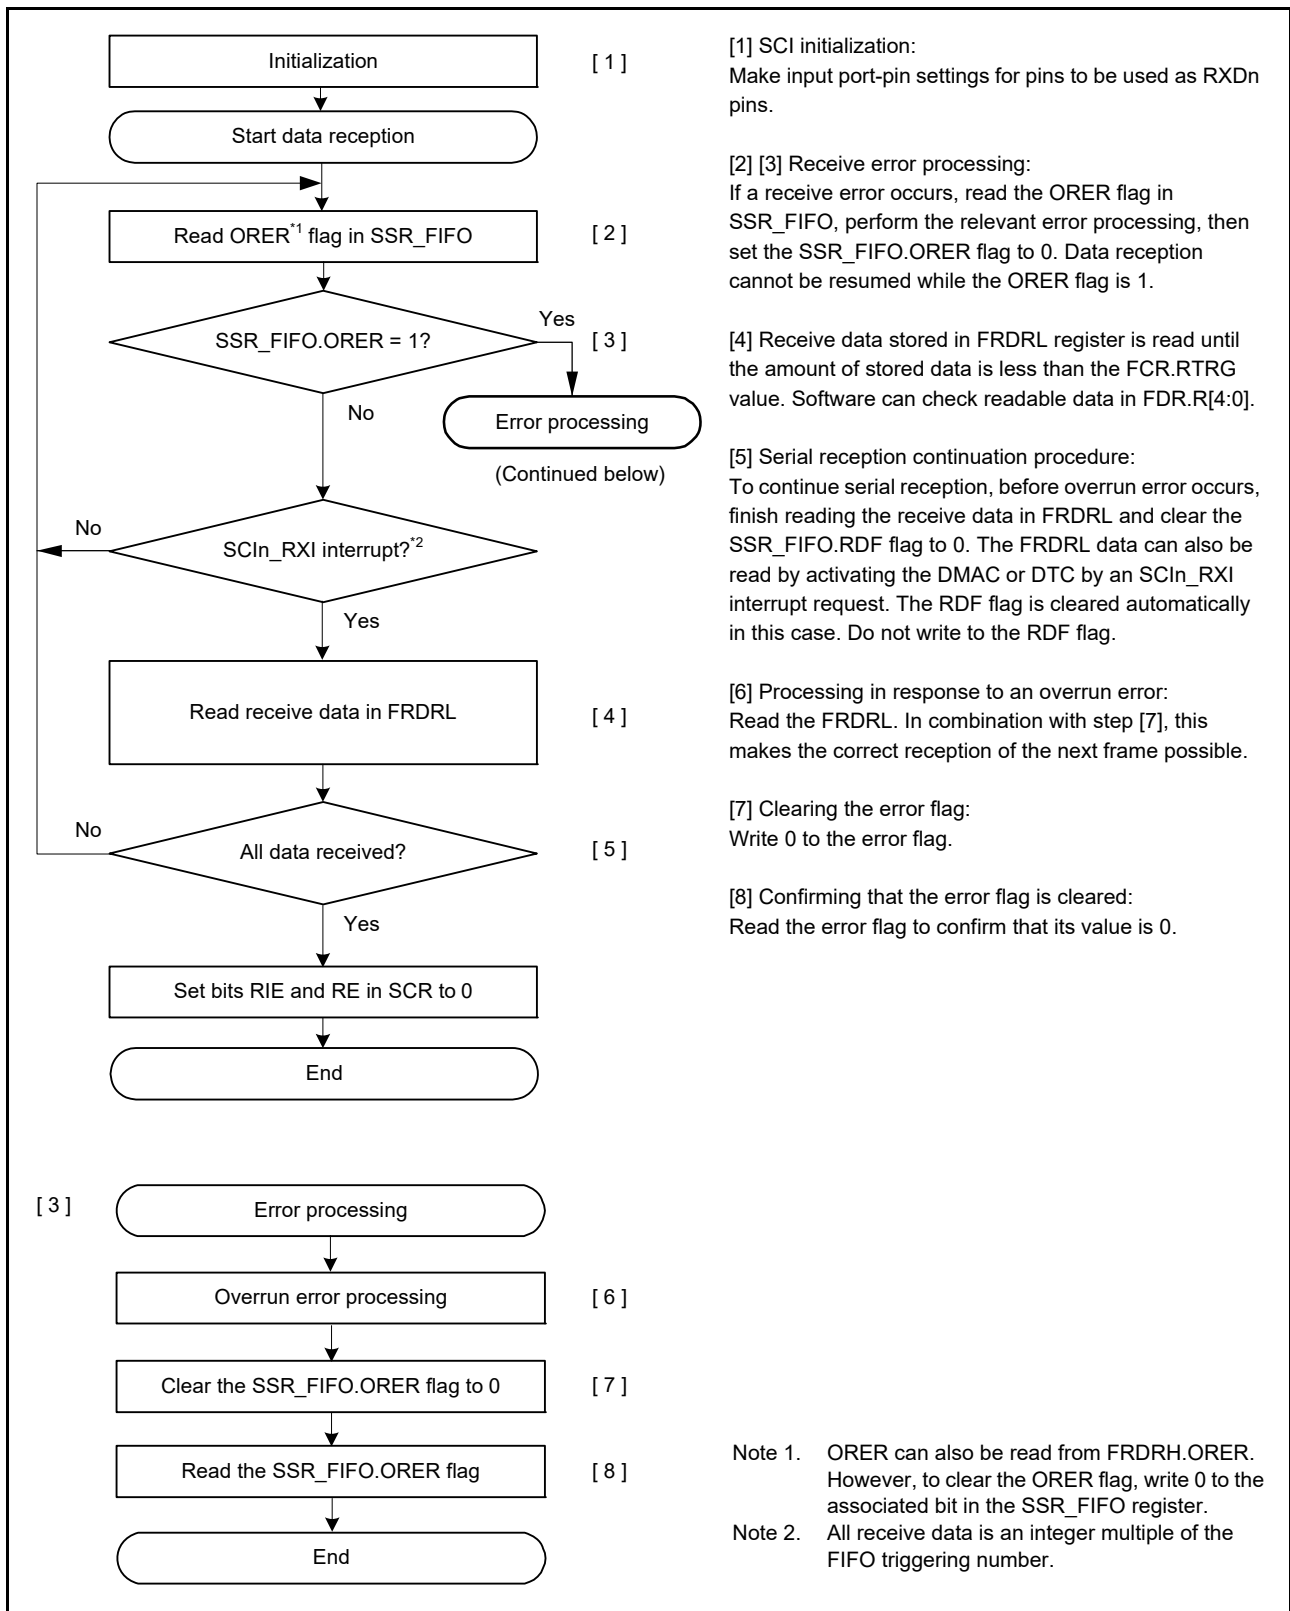 Initialization
[ 1 ]
Start data reception
Read ORER*1 flag in SSR_FIFO
[ 2 ]
SSR_FIFO.ORER = 1?
Yes
[ 3 ]
No
Error processing
(Continued below)
No
SCIn_RXI interrupt?*2
Yes
Read receive data in FRDRL
[ 4 ]
No
All data received?
[ 5 ]
Yes
Set bits RIE and RE in SCR to 0
End
[1] SCI initialization:
Make input port-pin settings for pins to be used as RXDn
pins.
[2] [3] Receive error processing:
If a receive error occurs, read the ORER flag in
SSR_FIFO, perform the relevant error processing, then
set the SSR_FIFO.ORER flag to 0. Data reception
cannot be resumed while the ORER flag is 1.
[4] Receive data stored in FRDRL register is read until
the amount of stored data is less than the FCR.RTRG
value. Software can check readable data in FDR.R[4:0].
[5] Serial reception continuation procedure:
To continue serial reception, before overrun error occurs,
finish reading the receive data in FRDRL and clear the
SSR_FIFO.RDF flag to 0. The FRDRL data can also be
read by activating the DMAC or DTC by an SCIn_RXI
interrupt request. The RDF flag is cleared automatically
in this case. Do not write to the RDF flag.
[6] Processing in response to an overrun error:
Read the FRDRL. In combination with step [7], this
makes the correct reception of the next frame possible.
[7] Clearing the error flag:
Write 0 to the error flag.
[8] Confirming that the error flag is cleared:
Read the error flag to confirm that its value is 0.
[ 3 ]
Error processing
Overrun error processing
[ 6 ]
Clear the SSR_FIFO.ORER flag to 0
[ 7 ]
Read the SSR_FIFO.ORER flag
[ 8 ]
End
Note 1. ORER can also be read from FRDRH.ORER.
However, to clear the ORER flag, write 0 to the
associated bit in the SSR_FIFO register.
Note 2. All receive data is an integer multiple of the
FIFO triggering number.